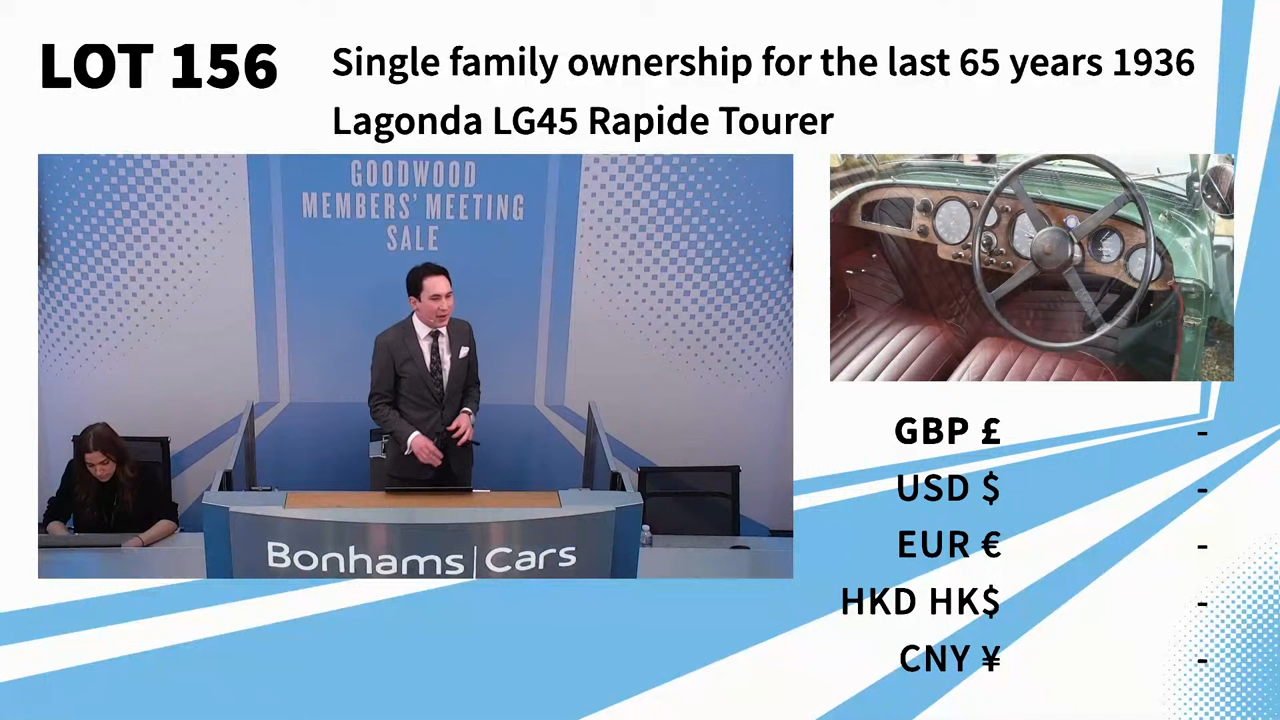 LOT 156
Single family ownership for the last 65 years 1936
Lagonda LG45 Rapide Tourer
GOODWOOD
MEMBERS' MEETING
SALE
Bonhams|Cars
GBP £ -
USD $ -
EUR € -
HKD HK$ -
CNY ¥ -